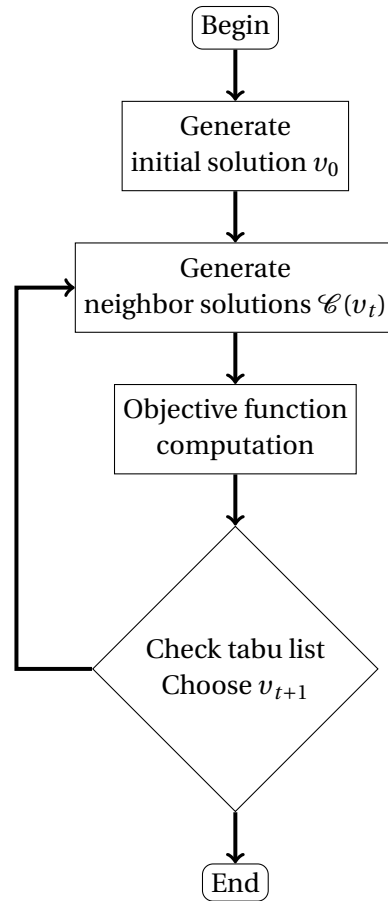 Begin
Generate
initial solution v₀
Generate
neighbor solutions 𝒞(vₜ)
Objective function
computation
Check tabu list
Choose vₜ₊₁
End